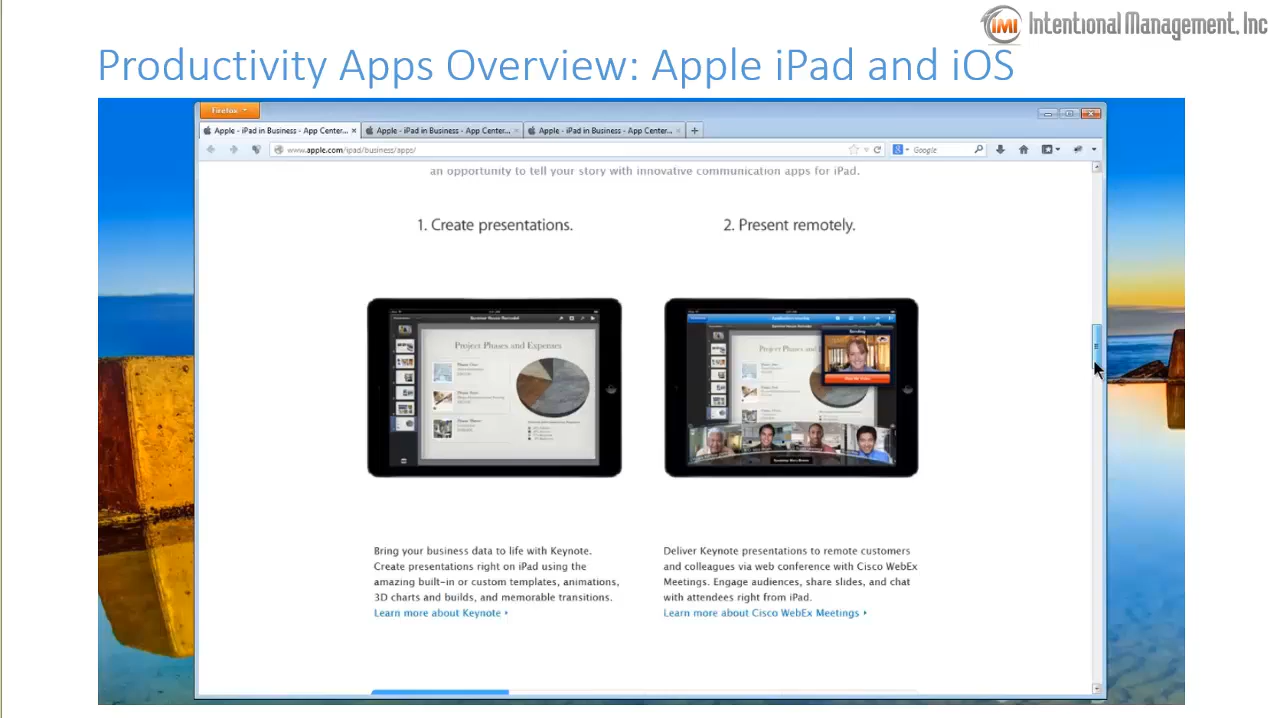 IMI Intentional Management, Inc
Productivity Apps Overview: Apple iPad and iOS
Firefox
Apple - iPad in Business - App Center... × Apple - iPad in Business - App Center... × Apple - iPad in Business - App Center... × +
www.apple.com/ipad/business/apps/ Google
an opportunity to tell your story with innovative communication apps for iPad.
1. Create presentations. 2. Present remotely.
Summer House Remodel
Project Phases and Expenses
Bring your business data to life with Keynote.
Create presentations right on iPad using the
amazing built-in or custom templates, animations,
3D charts and builds, and memorable transitions.
Learn more about Keynote
Deliver Keynote presentations to remote customers
and colleagues via web conference with Cisco WebEx
Meetings. Engage audiences, share slides, and chat
with attendees right from iPad.
Learn more about Cisco WebEx Meetings